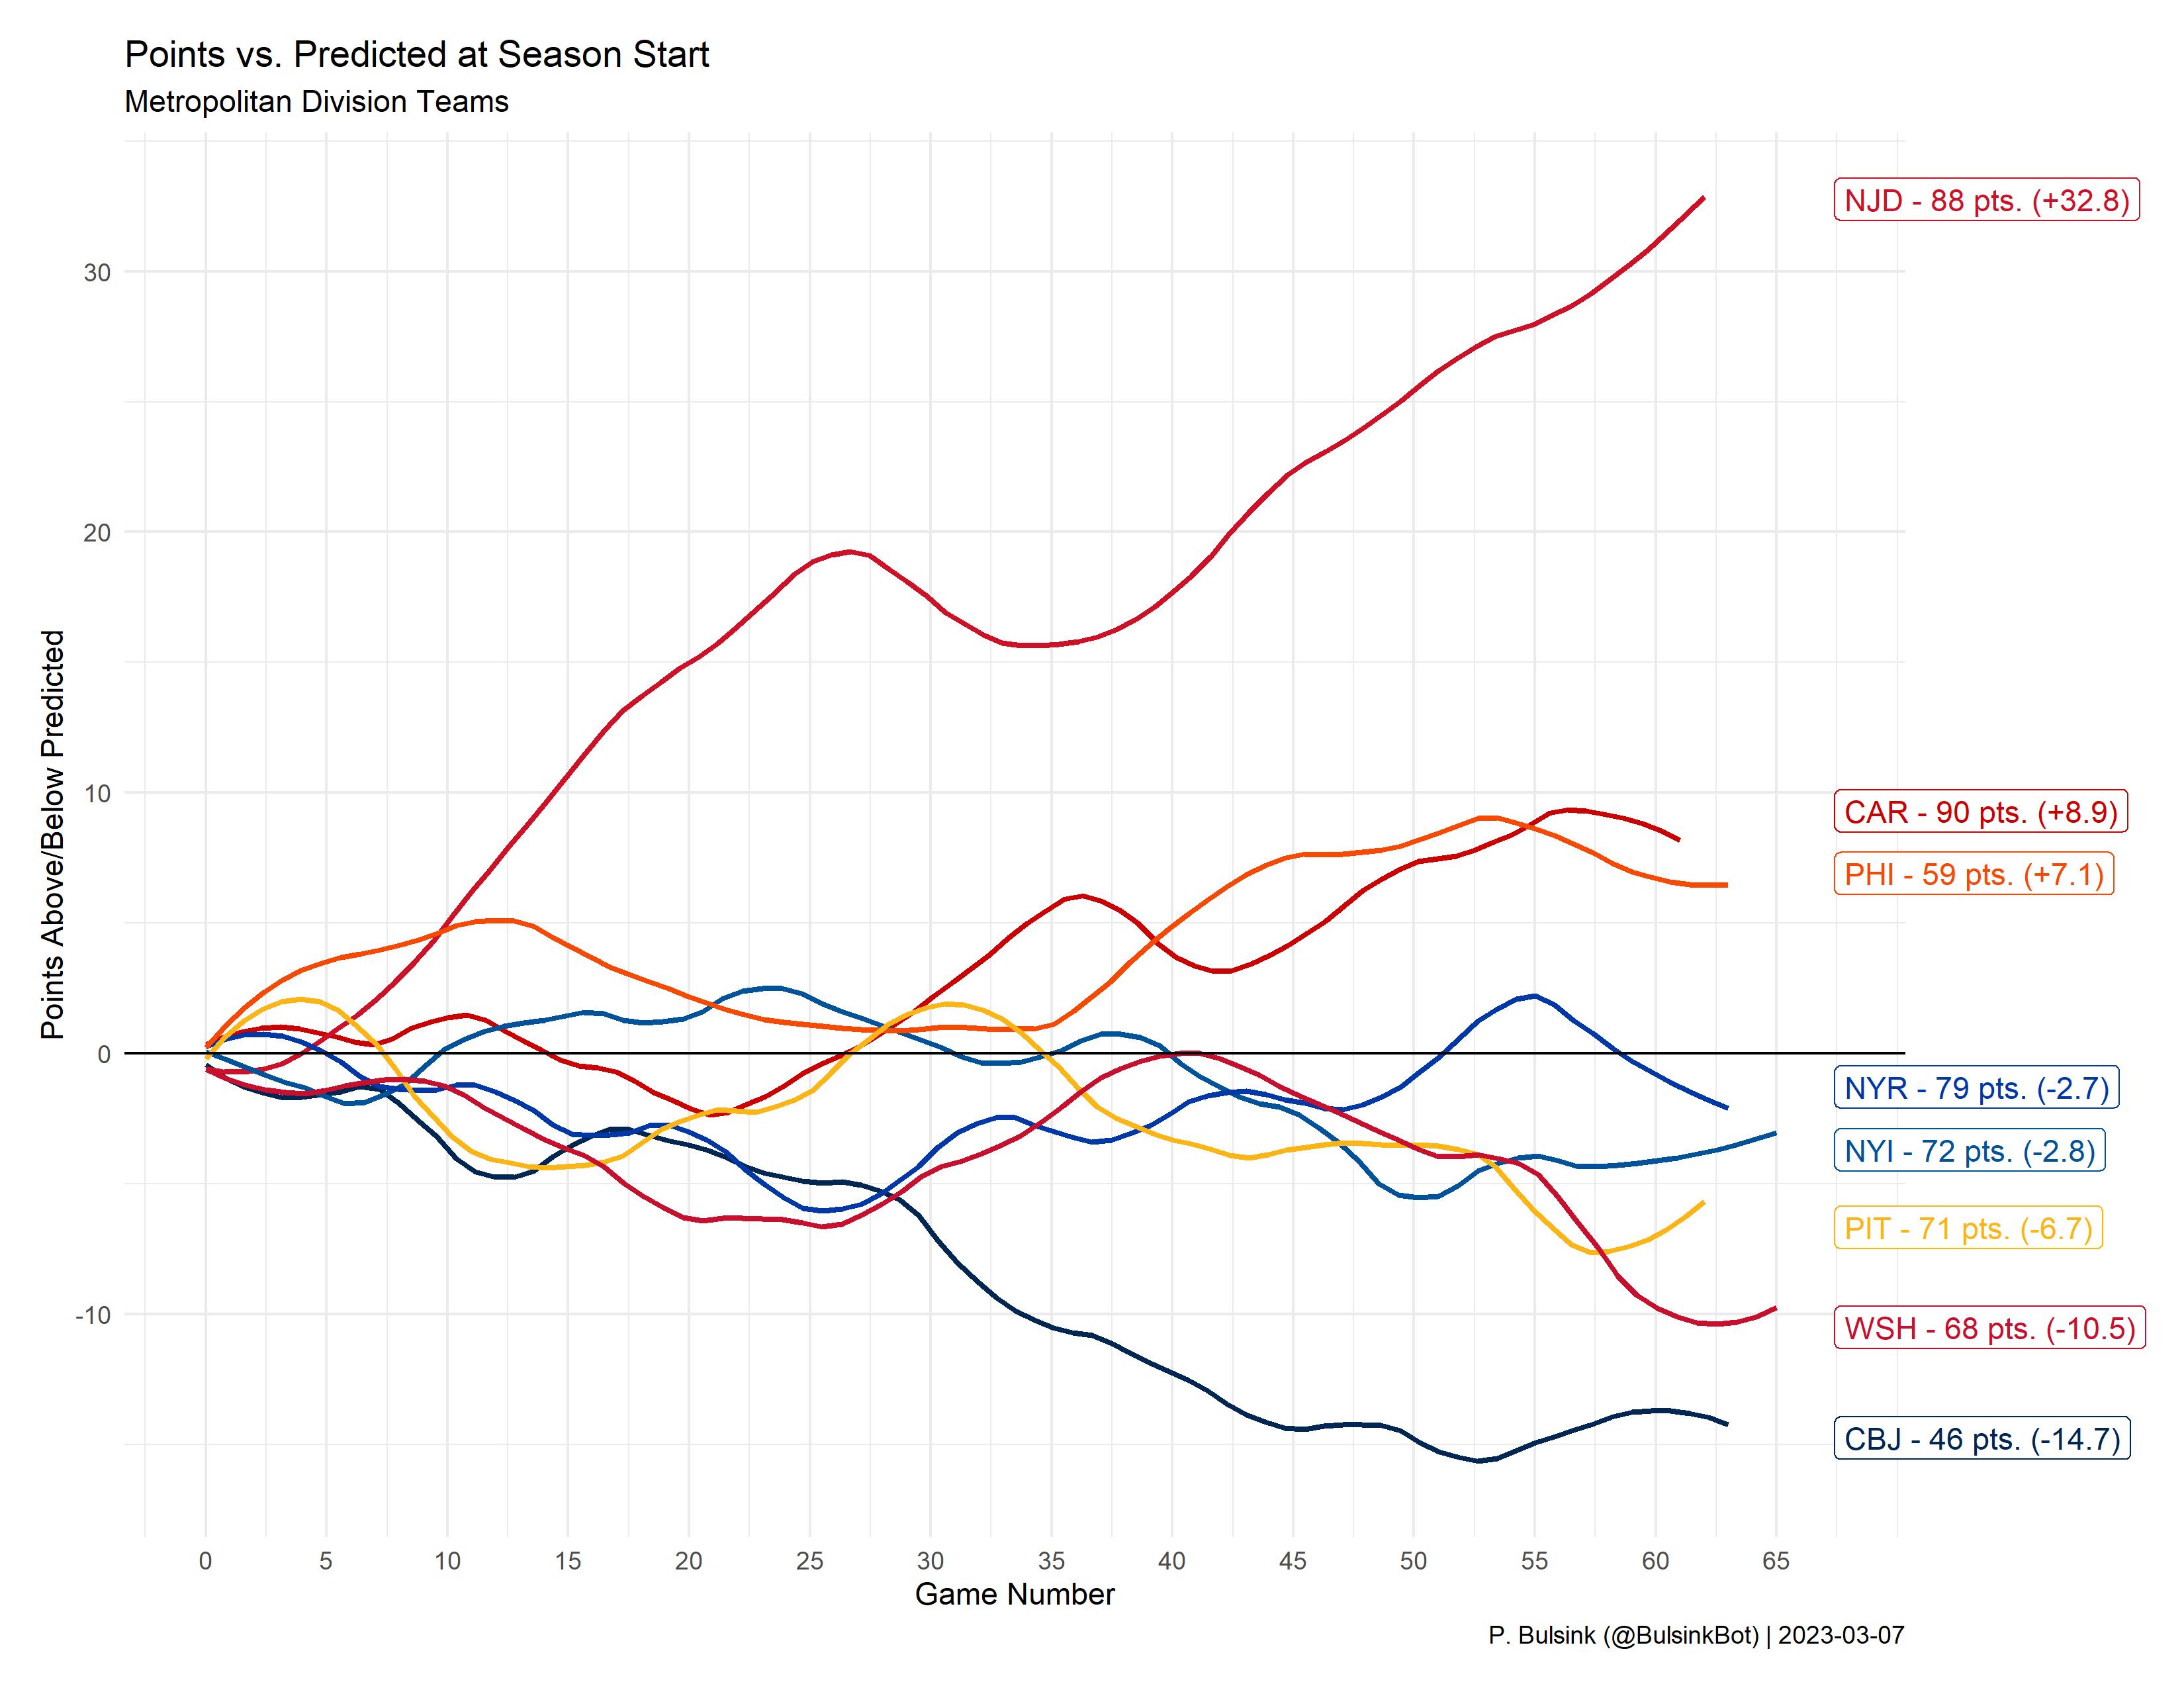 Points vs. Predicted at Season Start
Metropolitan Division Teams
Points Above/Below Predicted
30
20
10
0
-10
NJD - 88 pts. (+32.8)
CAR - 90 pts. (+8.9)
PHI - 59 pts. (+7.1)
NYR - 79 pts. (-2.7)
NYI - 72 pts. (-2.8)
PIT - 71 pts. (-6.7)
WSH - 68 pts. (-10.5)
CBJ - 46 pts. (-14.7)
0 5 10 15 20 25 30 35 40 45 50 55 60 65
Game Number
P. Bulsink (@BulsinkBot) | 2023-03-07